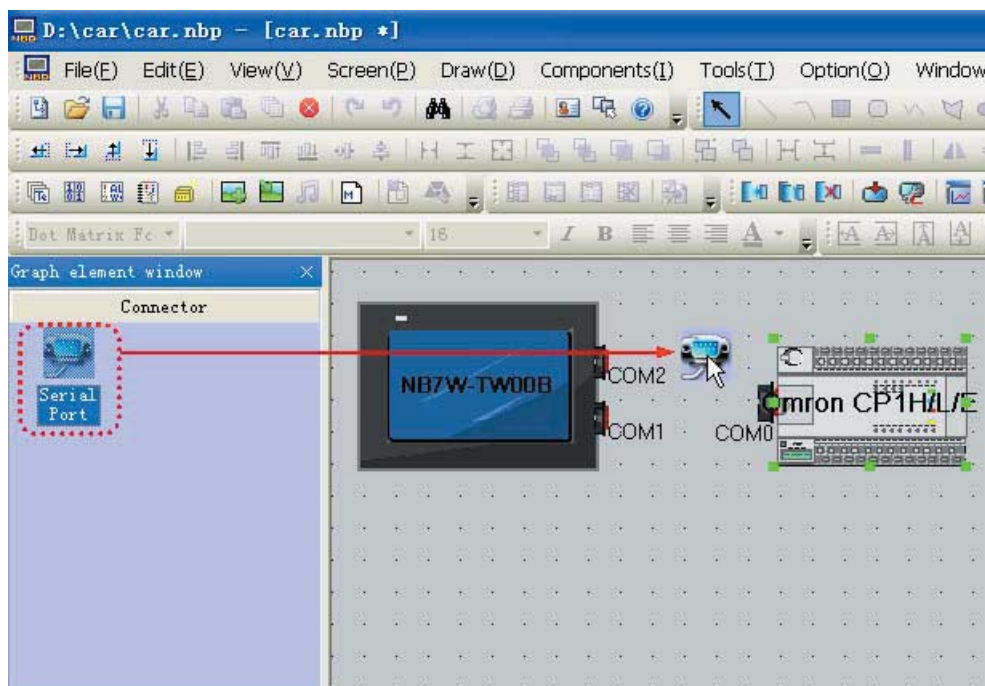 D:\car\car.nbp - [car.nbp *]
File(F) Edit(E) View(V) Screen(P) Draw(D) Components(I) Tools(T) Option(O) Window
Dot Matrix Fc 16 I B A
Graph element window
Connector
Serial
Port
NB7W-TW00B
COM2
COM1
COM0
Omron CP1H/L/E